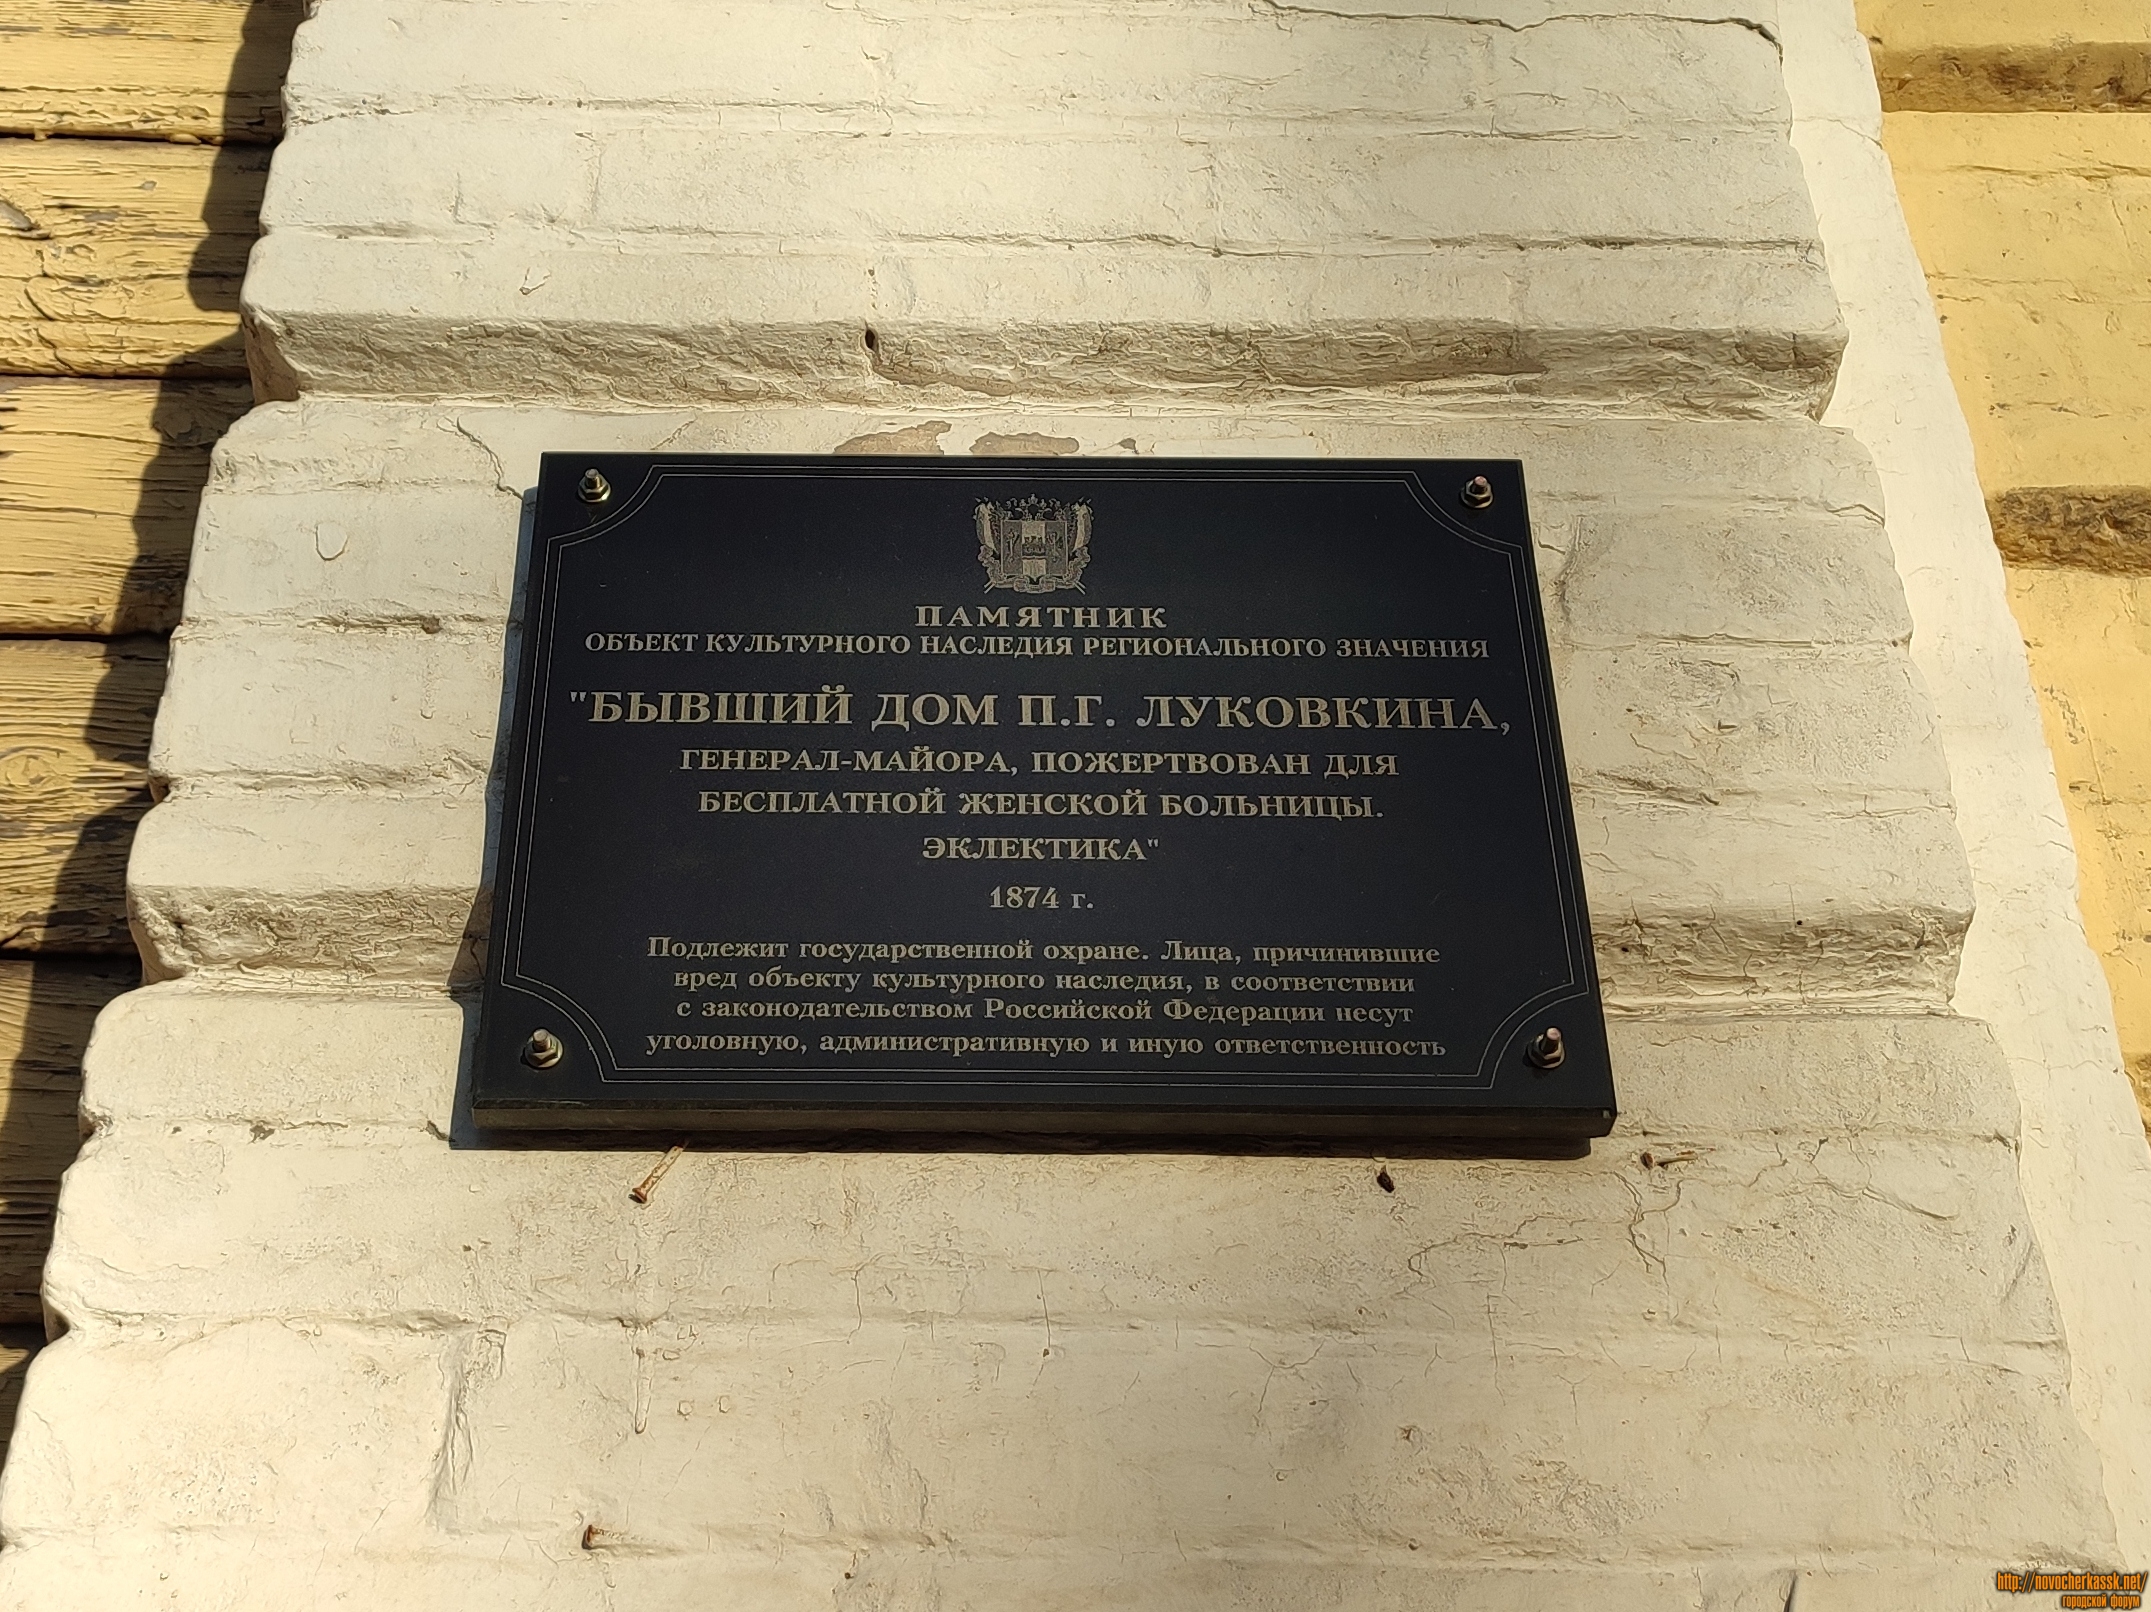 ПАМЯТНИК
ОБЪЕКТ КУЛЬТУРНОГО НАСЛЕДИЯ РЕГИОНАЛЬНОГО ЗНАЧЕНИЯ
"БЫВШИЙ ДОМ П.Г. ЛУКОВКИНА,
ГЕНЕРАЛ-МАЙОРА, ПОЖЕРТВОВАН ДЛЯ
БЕСПЛАТНОЙ ЖЕНСКОЙ БОЛЬНИЦЫ.
ЭКЛЕКТИКА"
1874 г.
Подлежит государственной охране. Лица, причинившие
вред объекту культурного наследия, в соответствии
с законодательством Российской Федерации несут
уголовную, административную и иную ответственность
http://novocherkassk.net/
городской форум